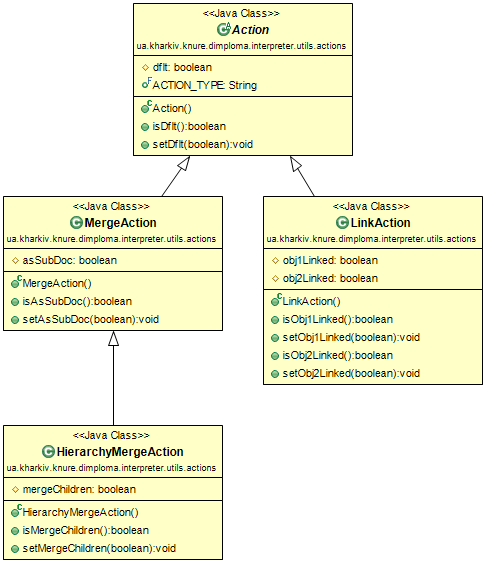 <<Java Class>>
Action
ua.kharkiv.knure.dimploma.interpreter.utils.actions
dflt: boolean
ACTION_TYPE: String
Action()
isDflt():boolean
setDflt(boolean):void
<<Java Class>>
MergeAction
ua.kharkiv.knure.dimploma.interpreter.utils.actions
asSubDoc: boolean
MergeAction()
isAsSubDoc():boolean
setAsSubDoc(boolean):void
<<Java Class>>
LinkAction
ua.kharkiv.knure.dimploma.interpreter.utils.actions
obj1Linked: boolean
obj2Linked: boolean
LinkAction()
isObj1Linked():boolean
setObj1Linked(boolean):void
isObj2Linked():boolean
setObj2Linked(boolean):void
<<Java Class>>
HierarchyMergeAction
ua.kharkiv.knure.dimploma.interpreter.utils.actions
mergeChildren: boolean
HierarchyMergeAction()
isMergeChildren():boolean
setMergeChildren(boolean):void